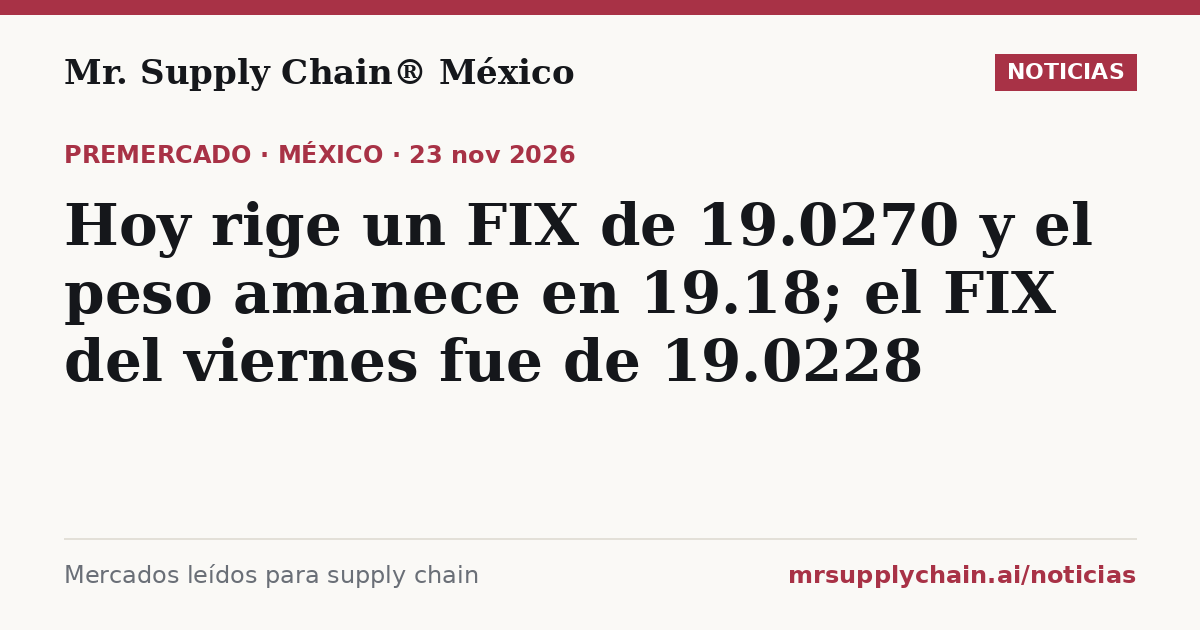 Mr. Supply Chain® México
NOTICIAS
PREMERCADO · MÉXICO · 23 nov 2026
Hoy rige un FIX de 19.0270 y el
peso amanece en 19.18; el FIX
del viernes fue de 19.0228
Mercados leídos para supply chain
mrsupplychain.ai/noticias